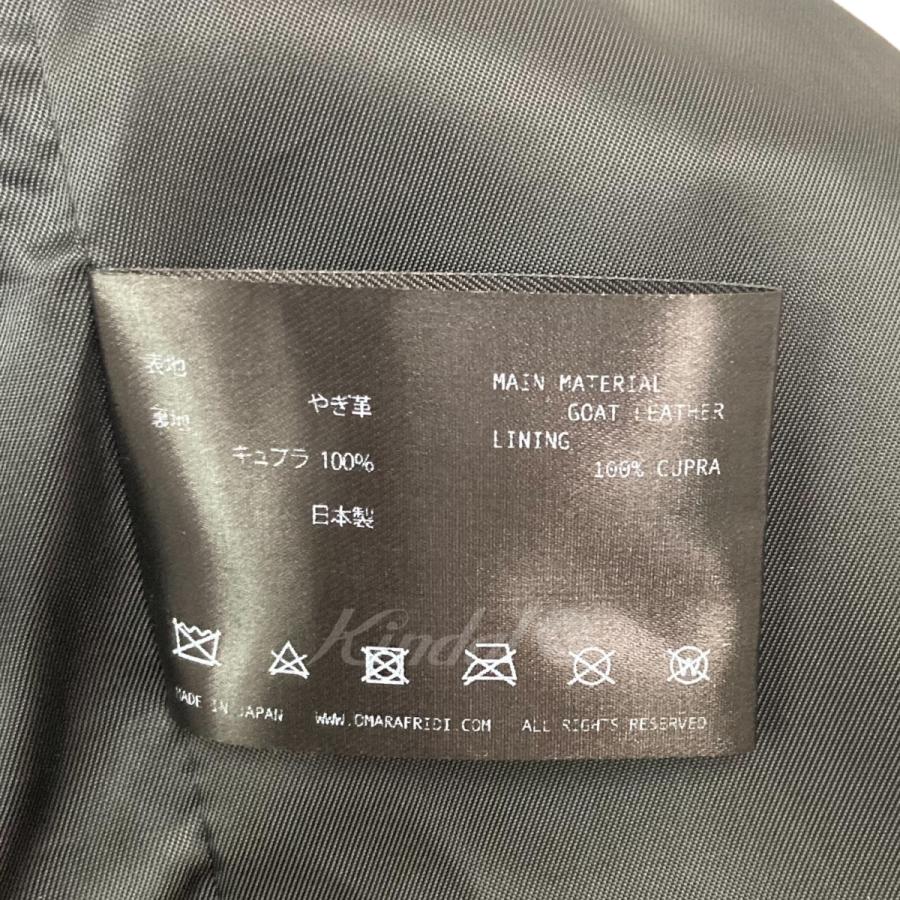 表地
やぎ革
裏地
キュプラ 100%
日本製
MAIN MATERIAL
GOAT LEATHER
LINING
100% CUPRA
MADE IN JAPAN WWW.OMARAFRIDI.COM ALL RIGHTS RESERVED